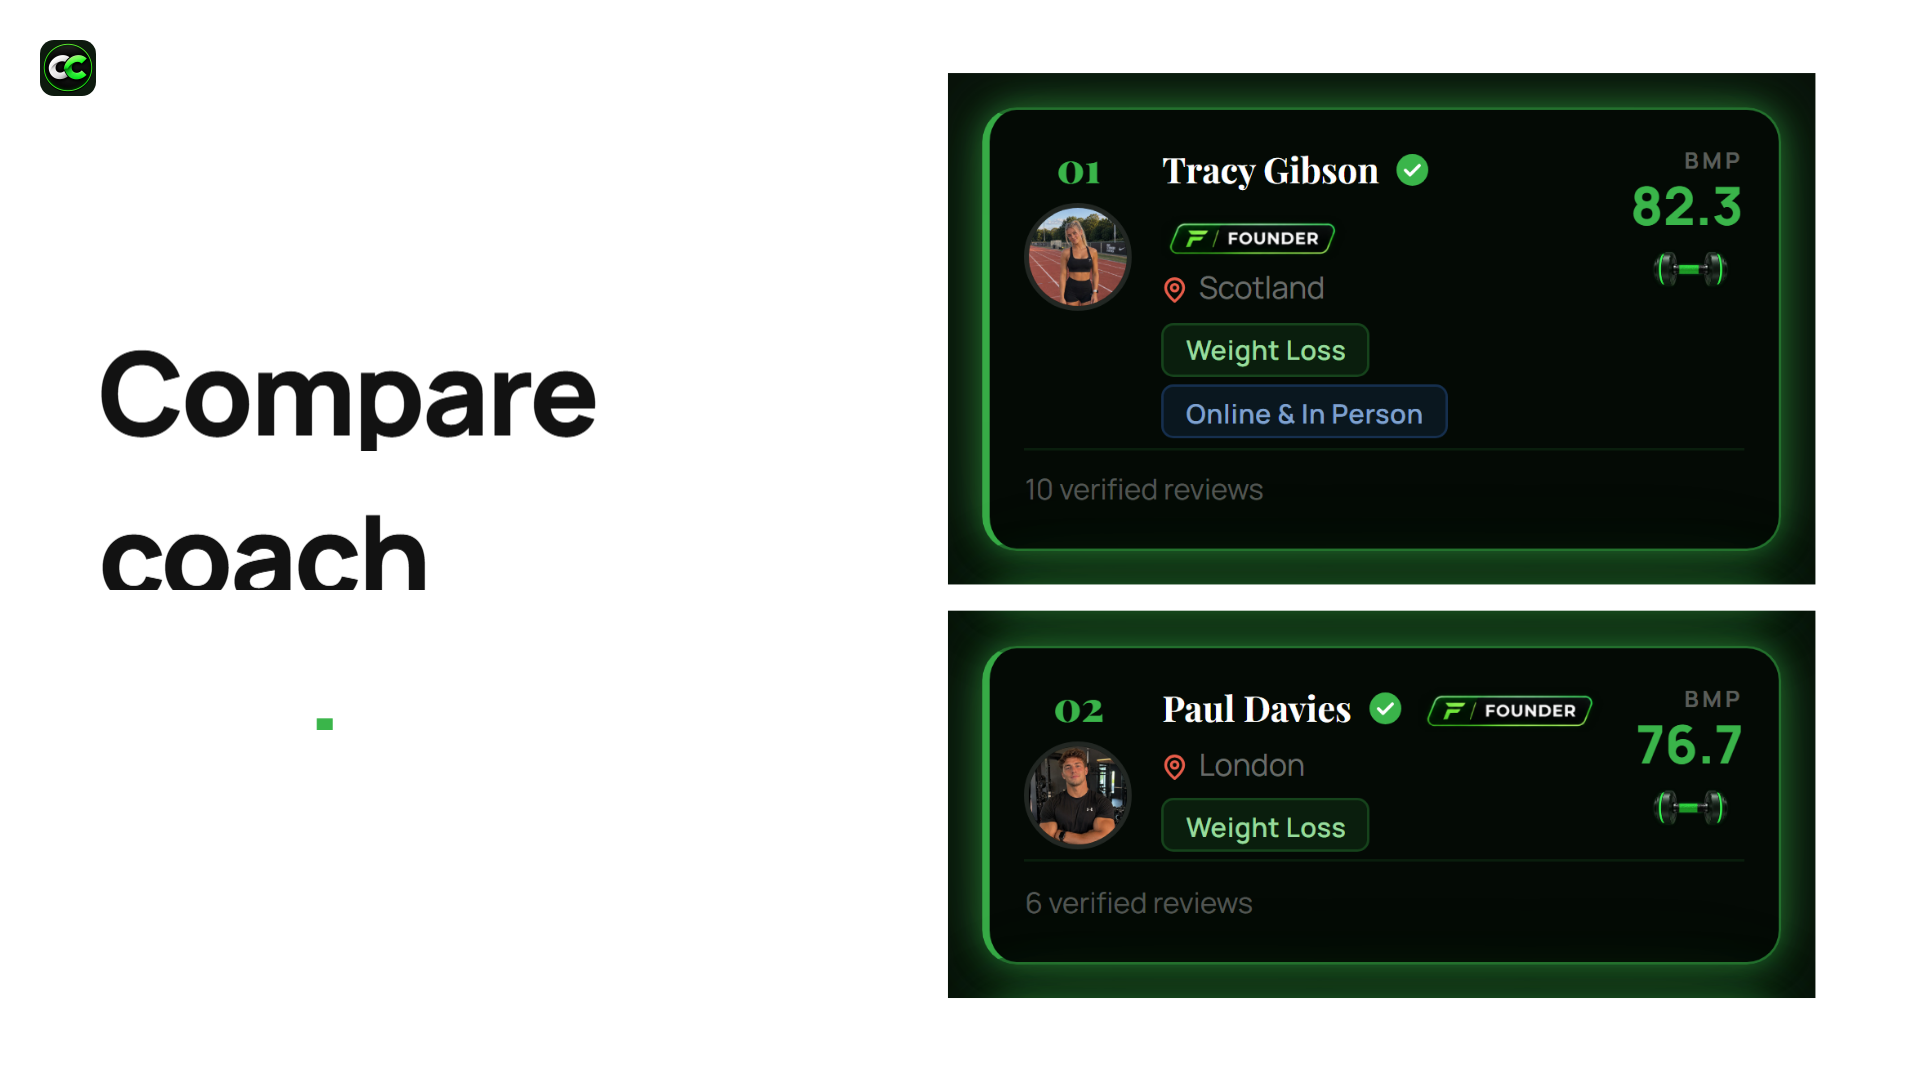 Compare
coach
01
Tracy Gibson
BMP
82.3
FOUNDER
Scotland
Weight Loss
Online & In Person
10 verified reviews
02
Paul Davies
FOUNDER
BMP
76.7
London
Weight Loss
6 verified reviews